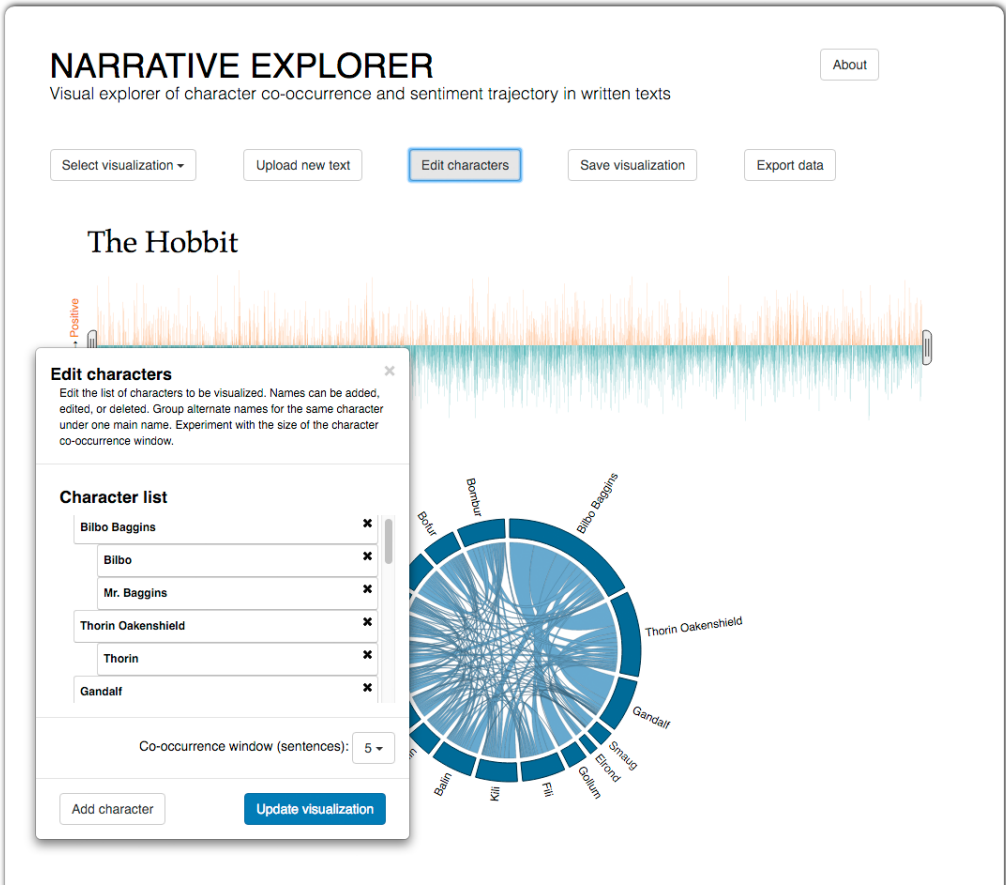 NARRATIVE EXPLORER
About
Visual explorer of character co-occurrence and sentiment trajectory in written texts
Select visualization
Upload new text
Edit characters
Save visualization
Export data
The Hobbit
→ Positive
Edit characters
×
Edit the list of characters to be visualized. Names can be added,
edited, or deleted. Group alternate names for the same character
under one main name. Experiment with the size of the character
co-occurrence window.
Character list
Bilbo Baggins
Bilbo
Mr. Baggins
Thorin Oakenshield
Thorin
Gandalf
Co-occurrence window (sentences):
5
Add character
Update visualization
Bofur
Bombur
Bilbo Baggins
Thorin Oakenshield
Gandalf
Smaug
Elrond
Gollum
Fili
Kili
Balin